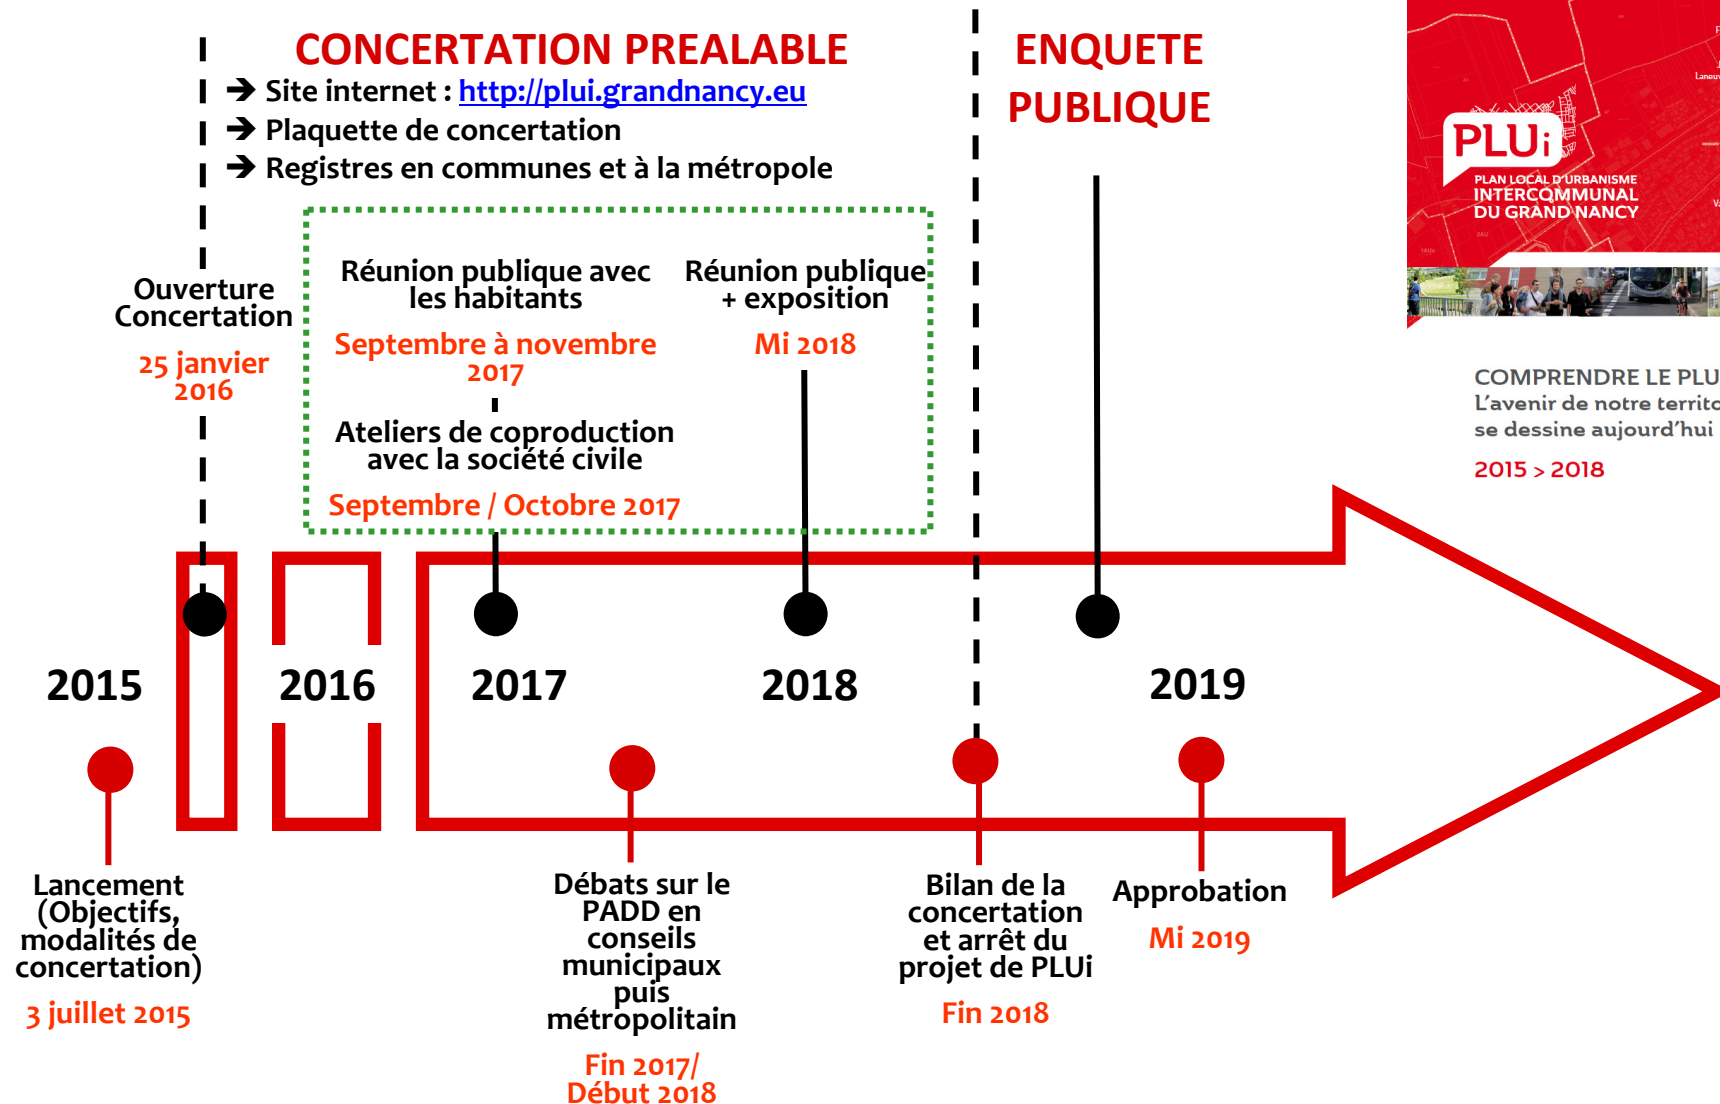 CONCERTATION PREALABLE
➔ Site internet : http://plui.grandnancy.eu
➔ Plaquette de concertation
➔ Registres en communes et à la métropole
ENQUETE
PUBLIQUE
Ouverture
Concertation
25 janvier
2016
Réunion publique avec
les habitants
Septembre à novembre
2017
Ateliers de coproduction
avec la société civile
Septembre / Octobre 2017
Réunion publique
+ exposition
Mi 2018
PLUi
PLAN LOCAL D'URBANISME
INTERCOMMUNAL
DU GRAND NANCY
COMPRENDRE LE PLU
L'avenir de notre territo
se dessine aujourd'hui
2015 > 2018
2015
2016
2017
2018
2019
Lancement
(Objectifs,
modalités de
concertation)
3 juillet 2015
Débats sur le
PADD en
conseils
municipaux
puis
métropolitain
Fin 2017/
Début 2018
Bilan de la
concertation
et arrêt du
projet de PLUi
Fin 2018
Approbation
Mi 2019